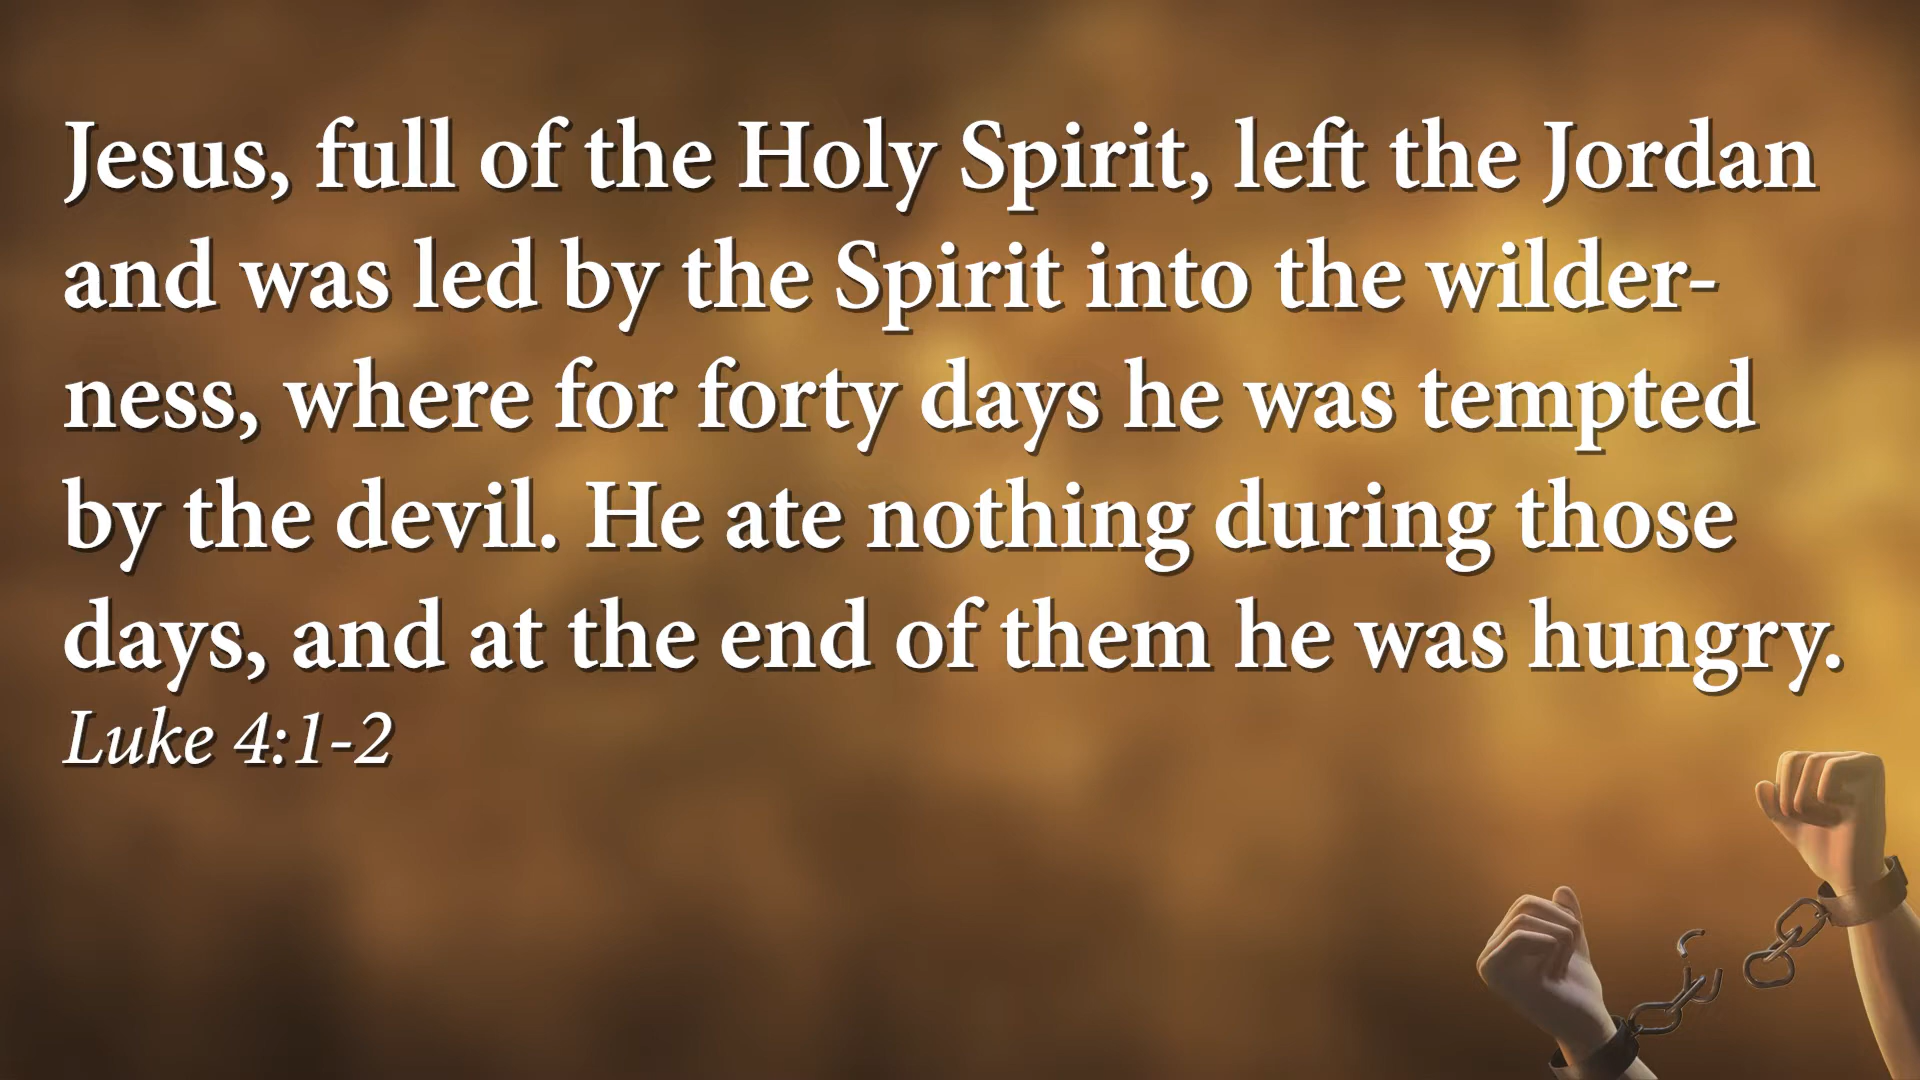 Jesus, full of the Holy Spirit, left the Jordan
and was led by the Spirit into the wilder-
ness, where for forty days he was tempted
by the devil. He ate nothing during those
days, and at the end of them he was hungry.
Luke 4:1-2